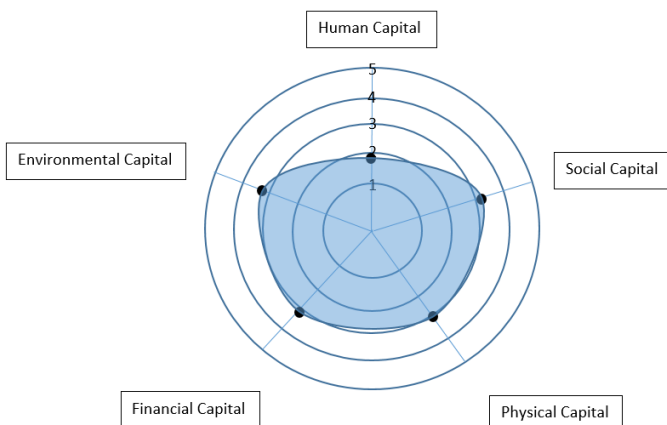 Human Capital
5
4
3
2
1
Environmental Capital
Social Capital
Financial Capital
Physical Capital